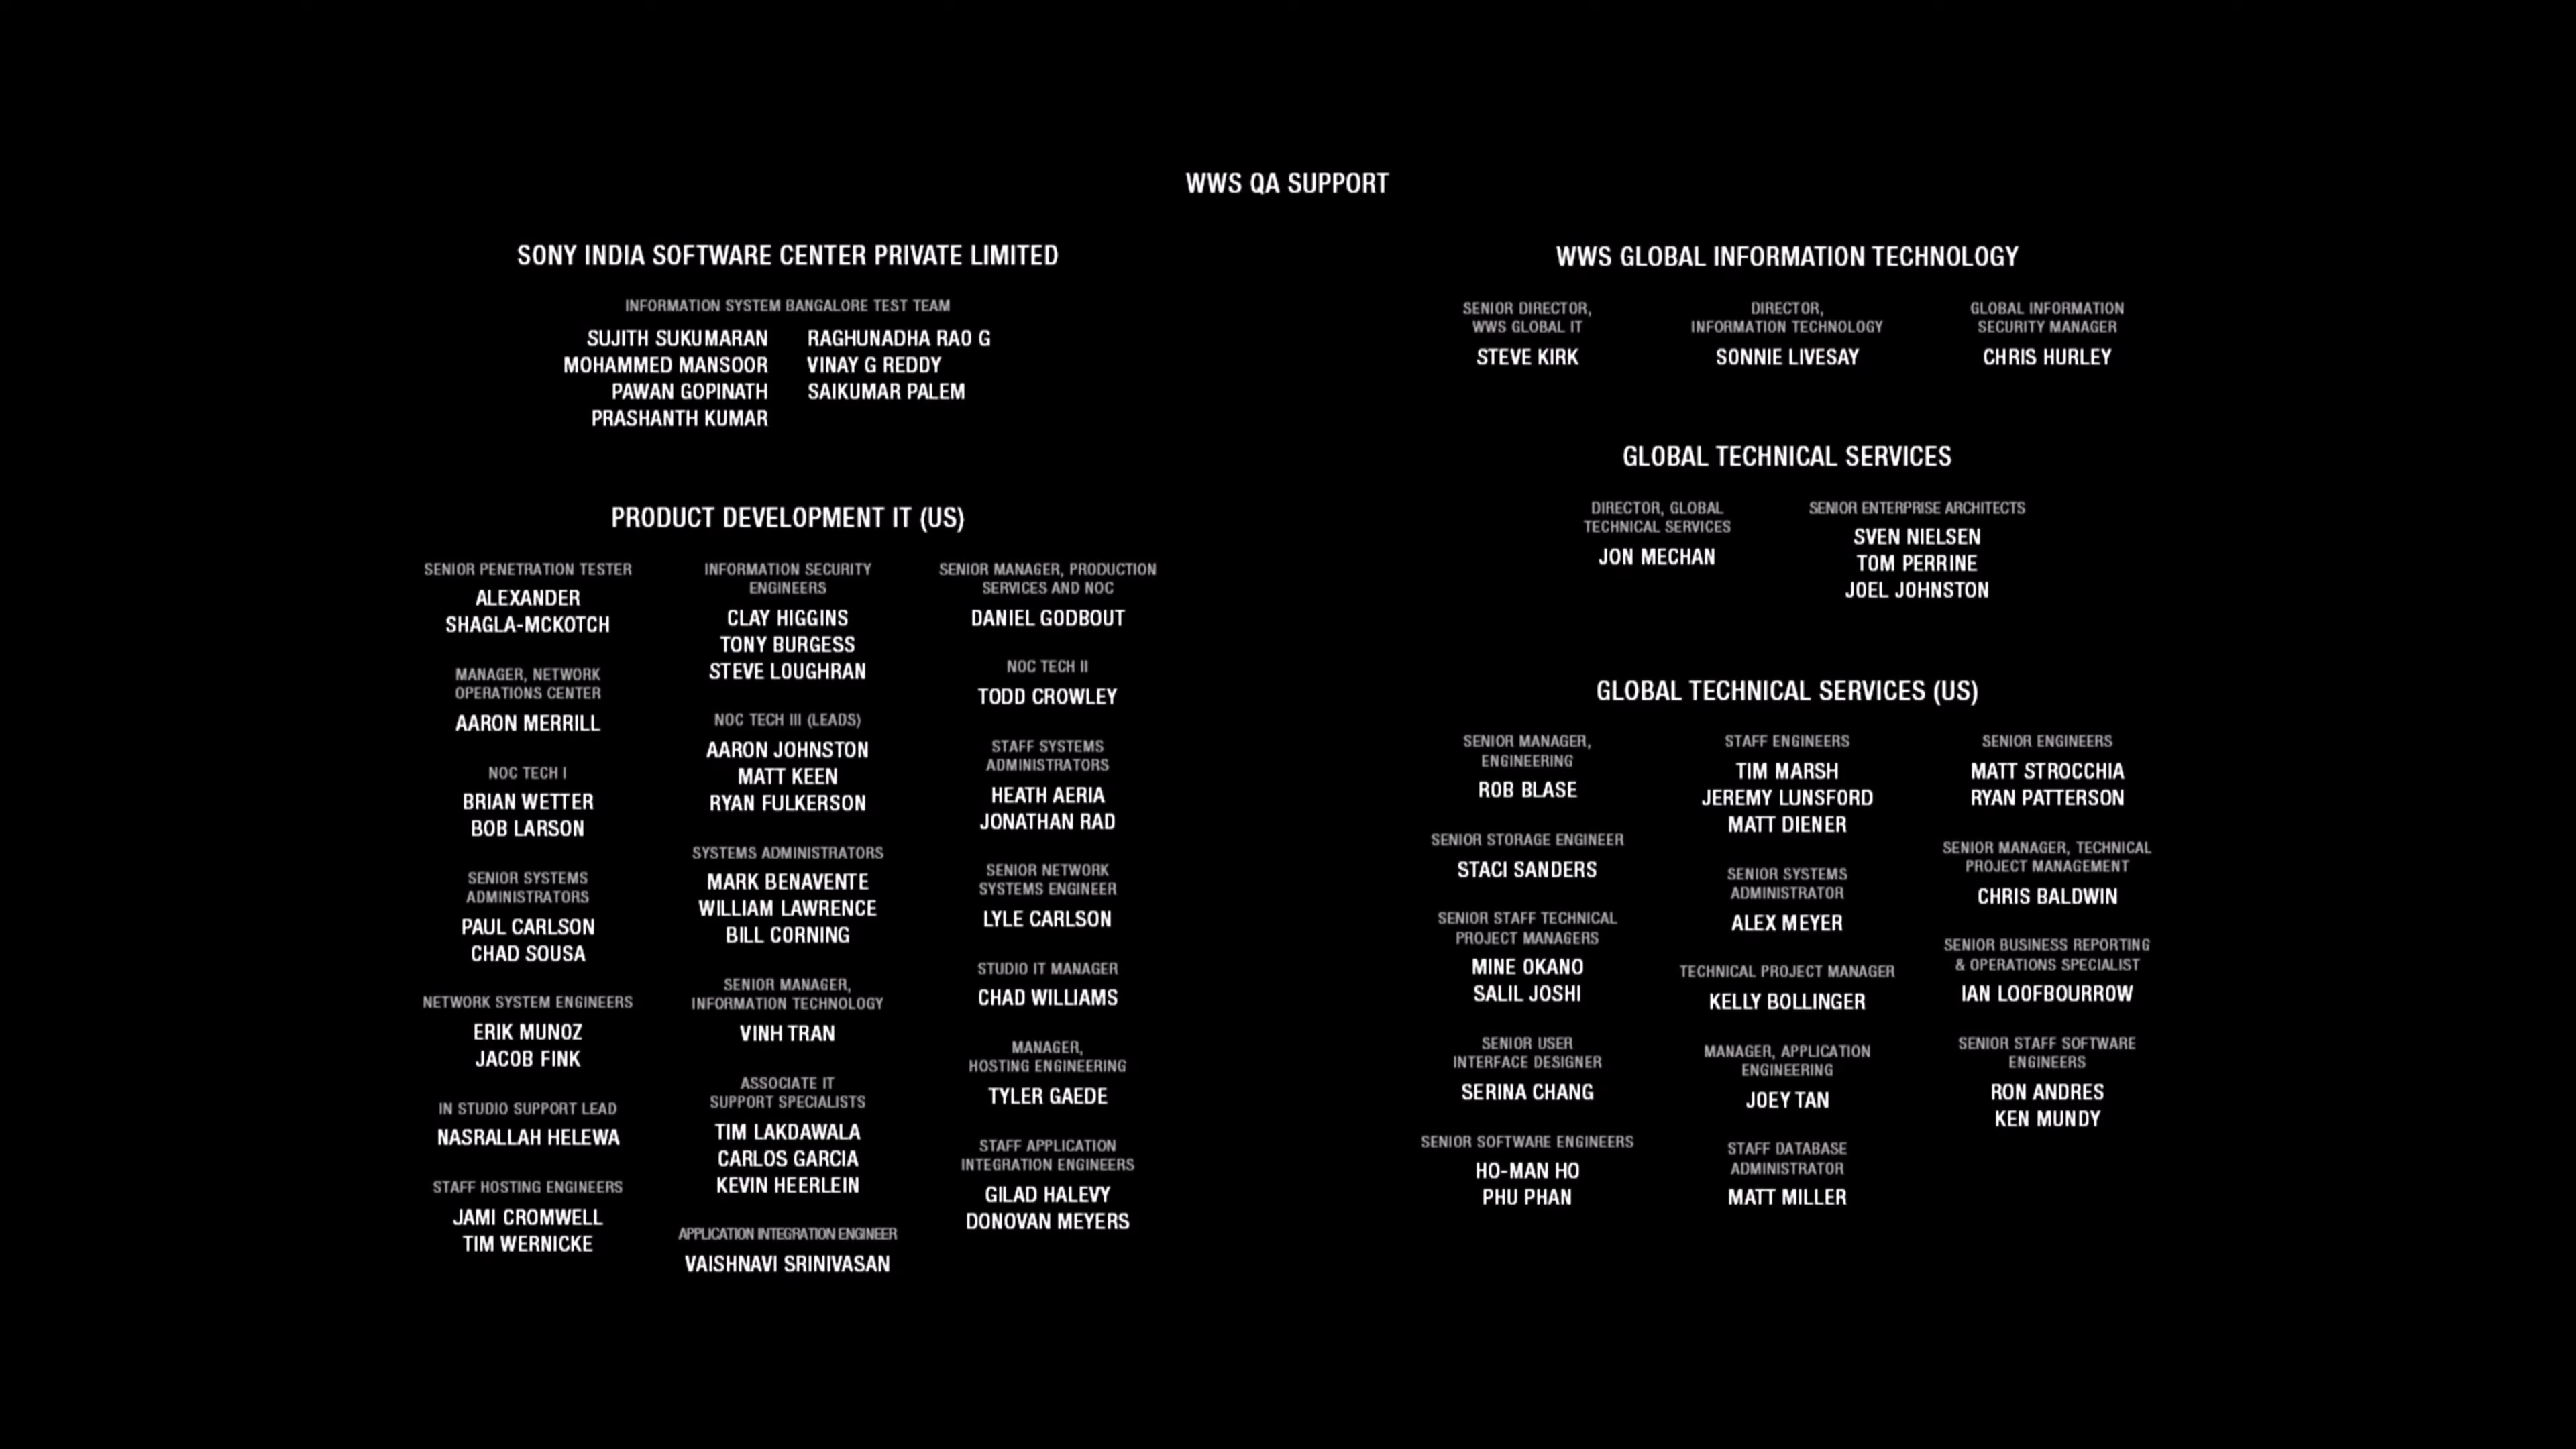 WWS QA SUPPORT
SONY INDIA SOFTWARE CENTER PRIVATE LIMITED
INFORMATION SYSTEM BANGALORE TEST TEAM
SUJITH SUKUMARAN
MOHAMMED MANSOOR
PAWAN GOPINATH
PRASHANTH KUMAR
RAGHUNADHA RAO G
VINAY G REDDY
SAIKUMAR PALEM
PRODUCT DEVELOPMENT IT (US)
SENIOR PENETRATION TESTER
ALEXANDER
SHAGLA-MCKOTCH
MANAGER, NETWORK
OPERATIONS CENTER
AARON MERRILL
NOC TECH I
BRIAN WETTER
BOB LARSON
SENIOR SYSTEMS
ADMINISTRATORS
PAUL CARLSON
CHAD SOUSA
NETWORK SYSTEM ENGINEERS
ERIK MUNOZ
JACOB FINK
IN STUDIO SUPPORT LEAD
NASRALLAH HELEWA
STAFF HOSTING ENGINEERS
JAMI CROMWELL
TIM WERNICKE
INFORMATION SECURITY
ENGINEERS
CLAY HIGGINS
TONY BURGESS
STEVE LOUGHRAN
NOC TECH III (LEADS)
AARON JOHNSTON
MATT KEEN
RYAN FULKERSON
SYSTEMS ADMINISTRATORS
MARK BENAVENTE
WILLIAM LAWRENCE
BILL CORNING
SENIOR MANAGER,
INFORMATION TECHNOLOGY
VINH TRAN
ASSOCIATE IT
SUPPORT SPECIALISTS
TIM LAKDAWALA
CARLOS GARCIA
KEVIN HEERLEIN
APPLICATION INTEGRATION ENGINEER
VAISHNAVI SRINIVASAN
SENIOR MANAGER, PRODUCTION
SERVICES AND NOC
DANIEL GODBOUT
NOC TECH II
TODD CROWLEY
STAFF SYSTEMS
ADMINISTRATORS
HEATH AERIA
JONATHAN RAD
SENIOR NETWORK
SYSTEMS ENGINEER
LYLE CARLSON
STUDIO IT MANAGER
CHAD WILLIAMS
MANAGER,
HOSTING ENGINEERING
TYLER GAEDE
STAFF APPLICATION
INTEGRATION ENGINEERS
GILAD HALEVY
DONOVAN MEYERS
WWS GLOBAL INFORMATION TECHNOLOGY
SENIOR DIRECTOR,
WWS GLOBAL IT
STEVE KIRK
DIRECTOR,
INFORMATION TECHNOLOGY
SONNIE LIVESAY
GLOBAL INFORMATION
SECURITY MANAGER
CHRIS HURLEY
GLOBAL TECHNICAL SERVICES
DIRECTOR, GLOBAL
TECHNICAL SERVICES
JON MECHAN
SENIOR ENTERPRISE ARCHITECTS
SVEN NIELSEN
TOM PERRINE
JOEL JOHNSTON
GLOBAL TECHNICAL SERVICES (US)
SENIOR MANAGER,
ENGINEERING
ROB BLASE
SENIOR STORAGE ENGINEER
STACI SANDERS
SENIOR STAFF TECHNICAL
PROJECT MANAGERS
MINE OKANO
SALIL JOSHI
SENIOR USER
INTERFACE DESIGNER
SERINA CHANG
SENIOR SOFTWARE ENGINEERS
HO-MAN HO
PHU PHAN
STAFF ENGINEERS
TIM MARSH
JEREMY LUNSFORD
MATT DIENER
SENIOR SYSTEMS
ADMINISTRATOR
ALEX MEYER
TECHNICAL PROJECT MANAGER
KELLY BOLLINGER
MANAGER, APPLICATION
ENGINEERING
JOEY TAN
STAFF DATABASE
ADMINISTRATOR
MATT MILLER
SENIOR ENGINEERS
MATT STROCCHIA
RYAN PATTERSON
SENIOR MANAGER, TECHNICAL
PROJECT MANAGEMENT
CHRIS BALDWIN
SENIOR BUSINESS REPORTING
& OPERATIONS SPECIALIST
IAN LOOFBOURROW
SENIOR STAFF SOFTWARE
ENGINEERS
RON ANDRES
KEN MUNDY